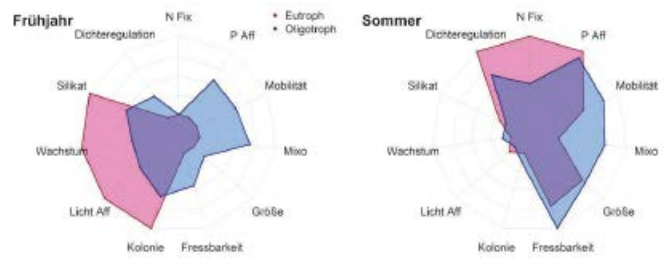 Frühjahr
N Fix
Eutroph
Oligotroph
Dichteregulation
P Aff
Silikat
Mobilität
Wachstum
Mixo
Licht Aff
Größe
Kolonie
Fressbarkeit
Sommer
N Fix
Dichteregulation
P Aff
Silikat
Mobilität
Wachstum
Mixo
Licht Aff
Größe
Kolonie
Fressbarkeit